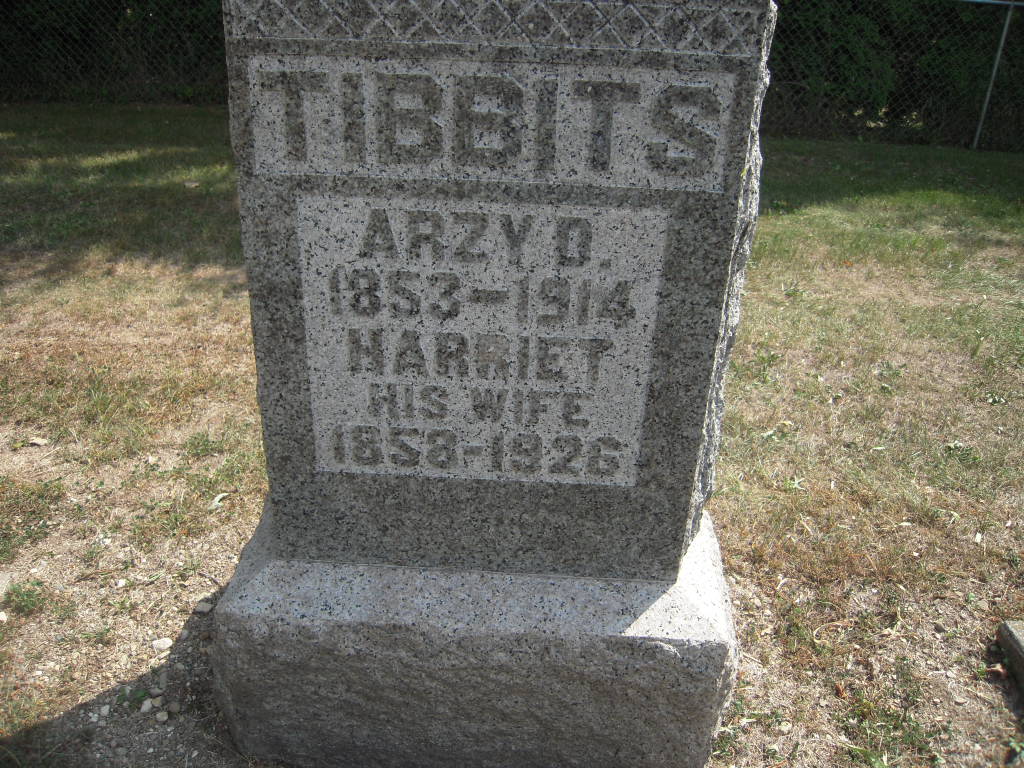 TIBBITS
ARZY D.
1853-1914
HARRIET
HIS WIFE
1858-1926